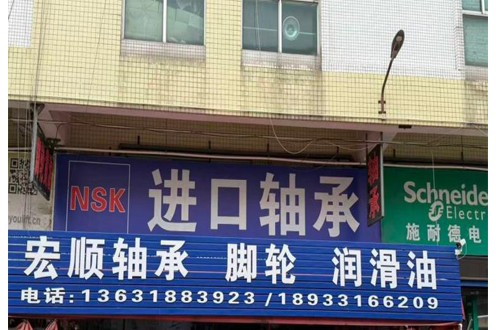 NSK 进口轴承
Schneide
Electr
施耐德电
宏顺轴承 脚轮 润滑油
电话:13631883923/18933166209